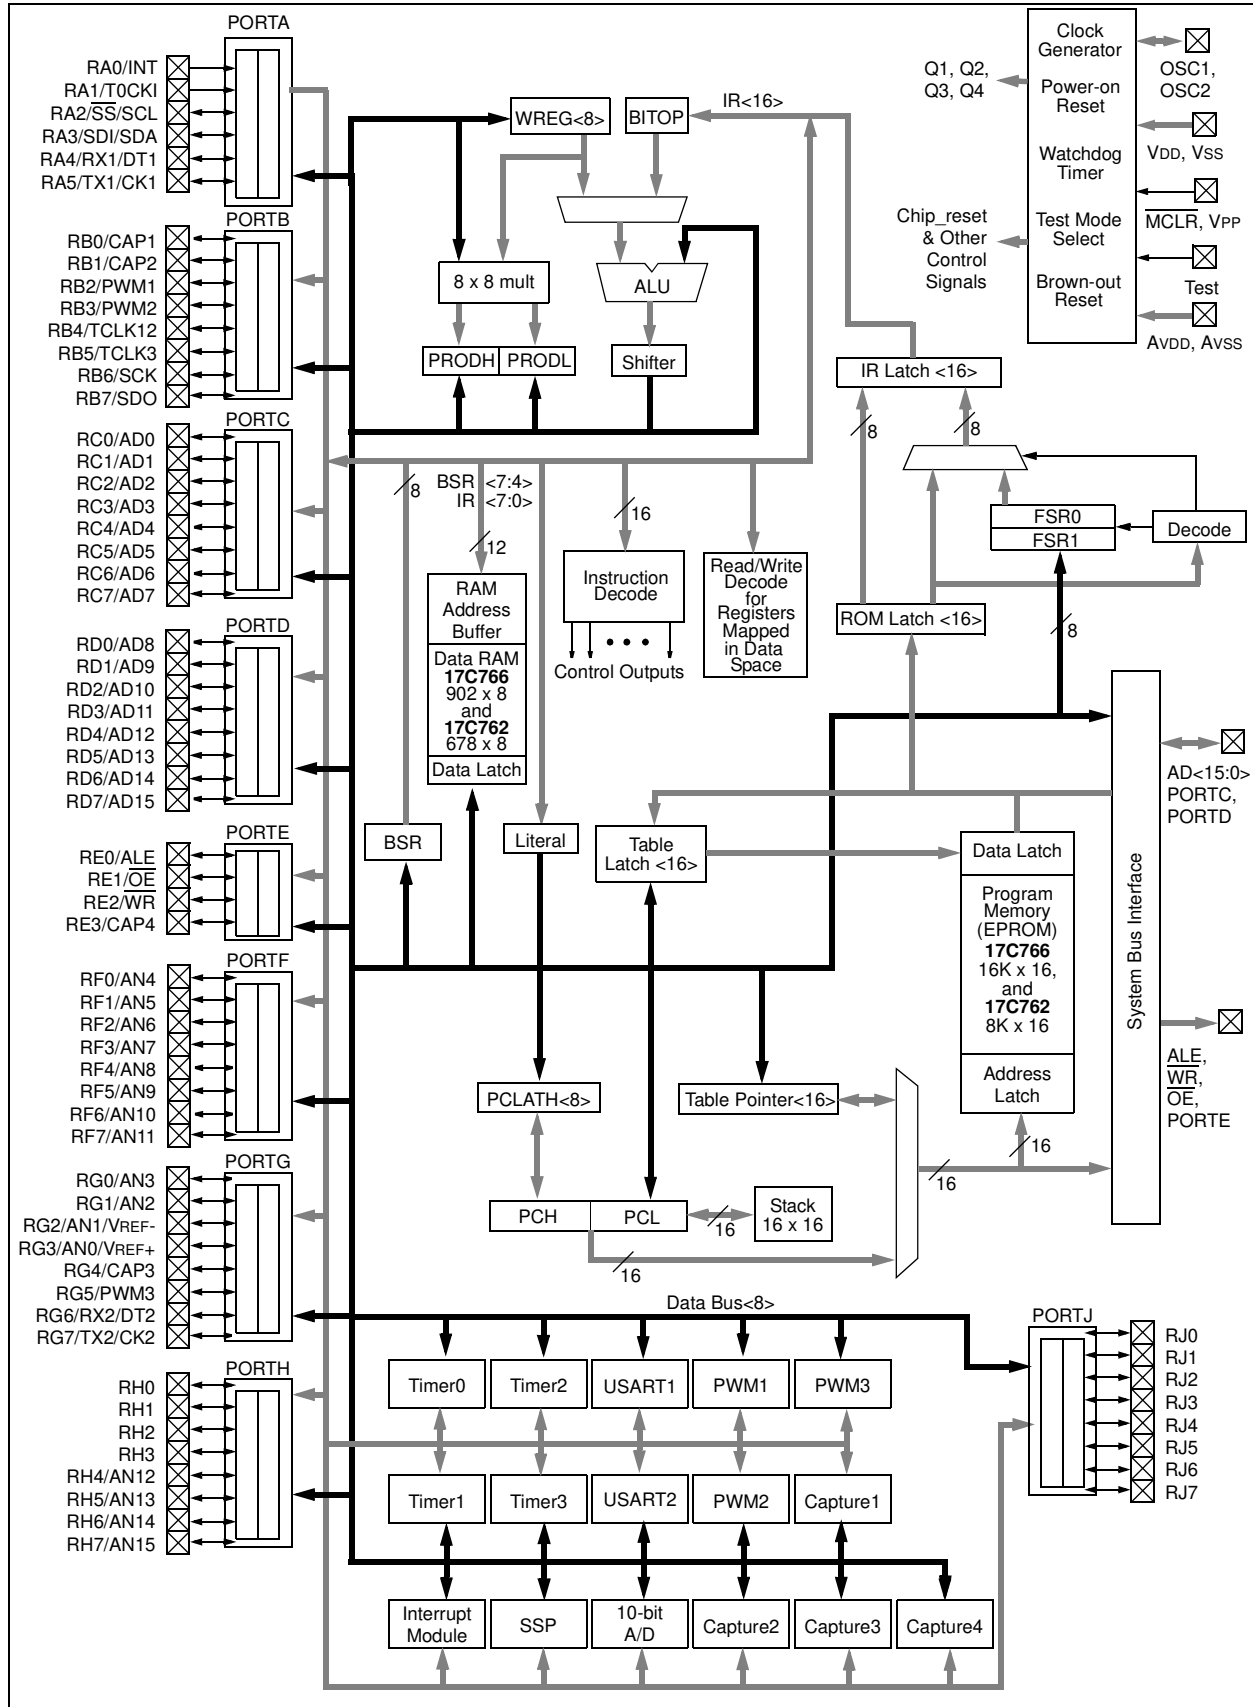 PORTA
RA0/INT
RA1/T0CKI
RA2/SS/SCL
RA3/SDI/SDA
RA4/RX1/DT1
RA5/TX1/CK1
PORTB
RB0/CAP1
RB1/CAP2
RB2/PWM1
RB3/PWM2
RB4/TCLK12
RB5/TCLK3
RB6/SCK
RB7/SDO
PORTC
RC0/AD0
RC1/AD1
RC2/AD2
RC3/AD3
RC4/AD4
RC5/AD5
RC6/AD6
RC7/AD7
PORTD
RD0/AD8
RD1/AD9
RD2/AD10
RD3/AD11
RD4/AD12
RD5/AD13
RD6/AD14
RD7/AD15
PORTE
RE0/ALE
RE1/OE
RE2/WR
RE3/CAP4
PORTF
RF0/AN4
RF1/AN5
RF2/AN6
RF3/AN7
RF4/AN8
RF5/AN9
RF6/AN10
RF7/AN11
PORTG
RG0/AN3
RG1/AN2
RG2/AN1/VREF-
RG3/AN0/VREF+
RG4/CAP3
RG5/PWM3
RG6/RX2/DT2
RG7/TX2/CK2
PORTH
RH0
RH1
RH2
RH3
RH4/AN12
RH5/AN13
RH6/AN14
RH7/AN15
WREG<8>
BITOP
IR<16>
8 x 8 mult
ALU
PRODH
PRODL
Shifter
Q1, Q2,
Q3, Q4
Chip_reset
& Other
Control
Signals
Clock
Generator
Power-on
Reset
Watchdog
Timer
Test Mode
Select
Brown-out
Reset
OSC1,
OSC2
VDD, VSS
MCLR, VPP
Test
AVDD, AVSS
IR Latch <16>
8
8
FSR0
FSR1
Decode
ROM Latch <16>
8
8
BSR <7:4>
IR <7:0>
12
16
RAM
Address
Buffer
Data RAM
17C766
902 x 8
and
17C762
678 x 8
Data Latch
Instruction
Decode
Control Outputs
Read/Write
Decode
for
Registers
Mapped
in Data
Space
BSR
Literal
Table
Latch <16>
Data Latch
Program
Memory
(EPROM)
17C766
16K x 16,
and
17C762
8K x 16
Address
Latch
System Bus Interface
AD<15:0>
PORTC,
PORTD
ALE,
WR,
OE,
PORTE
PCLATH<8>
Table Pointer<16>
16
16
PCH
PCL
16
Stack
16 x 16
16
Data Bus<8>
Timer0
Timer2
USART1
PWM1
PWM3
Timer1
Timer3
USART2
PWM2
Capture1
Interrupt
Module
SSP
10-bit
A/D
Capture2
Capture3
Capture4
PORTJ
RJ0
RJ1
RJ2
RJ3
RJ4
RJ5
RJ6
RJ7